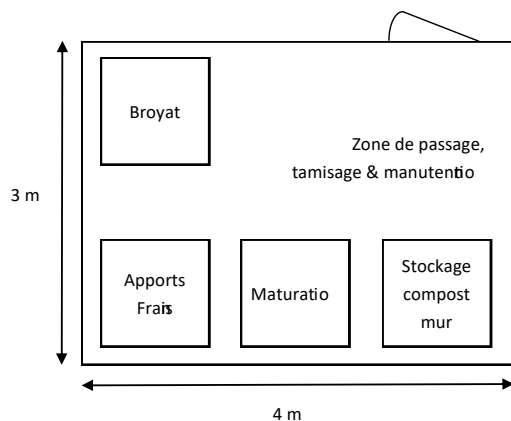 Broyat
Zone de passage,
tamisage & manutentio
3 m
Apports
Frais
Maturatio
Stockage
compost
mur
4 m